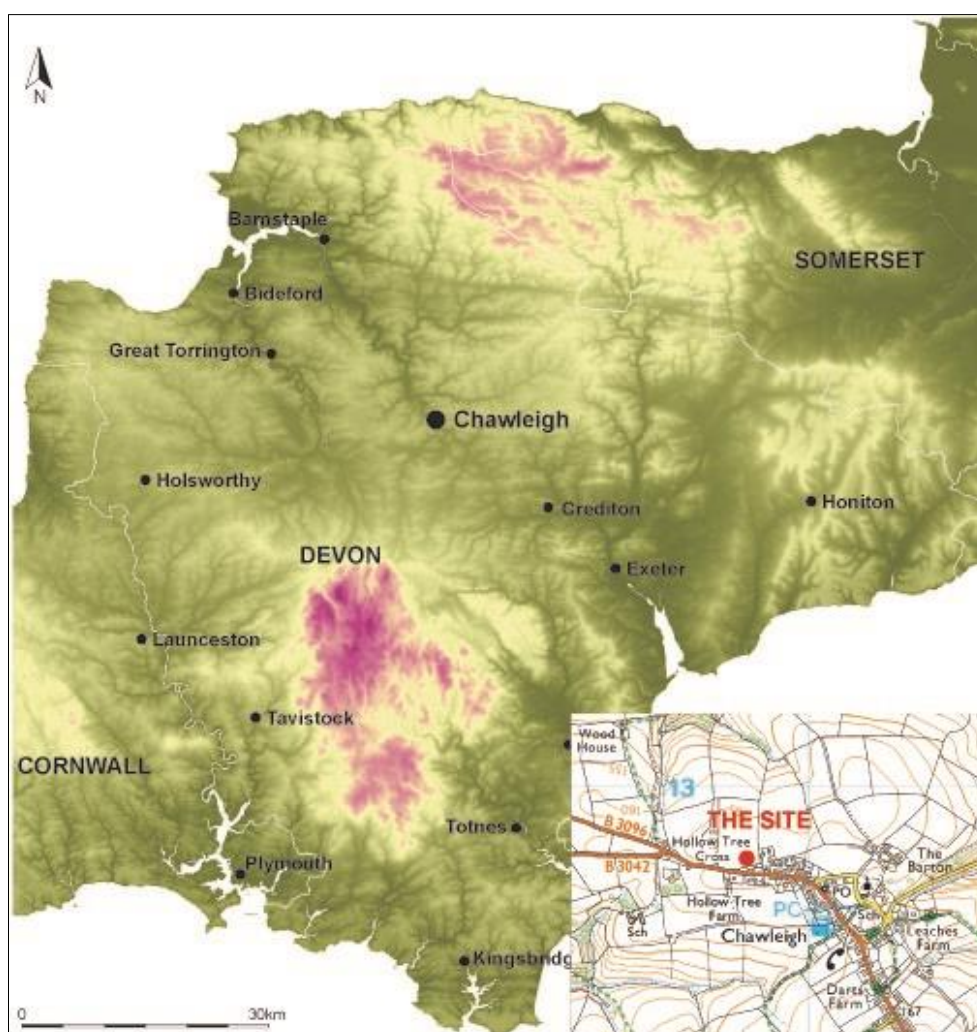 N
Barnstaple
SOMERSET
Bideford
Great Torrington
Chawleigh
Holsworthy
Crediton
Honiton
DEVON
Exeter
Launceston
Tavistock
CORNWALL
Totnes
Plymouth
Kingsbridg
0
30km
Wood
House
13
160
THE SITE
B 3096
B 3042
Hollow Tree
Cross
The
Barton
PO
Hollow Tree
Farm
PC
Sch
Sch
Chawleigh
Leaches
Farm
Darts
Farm
167